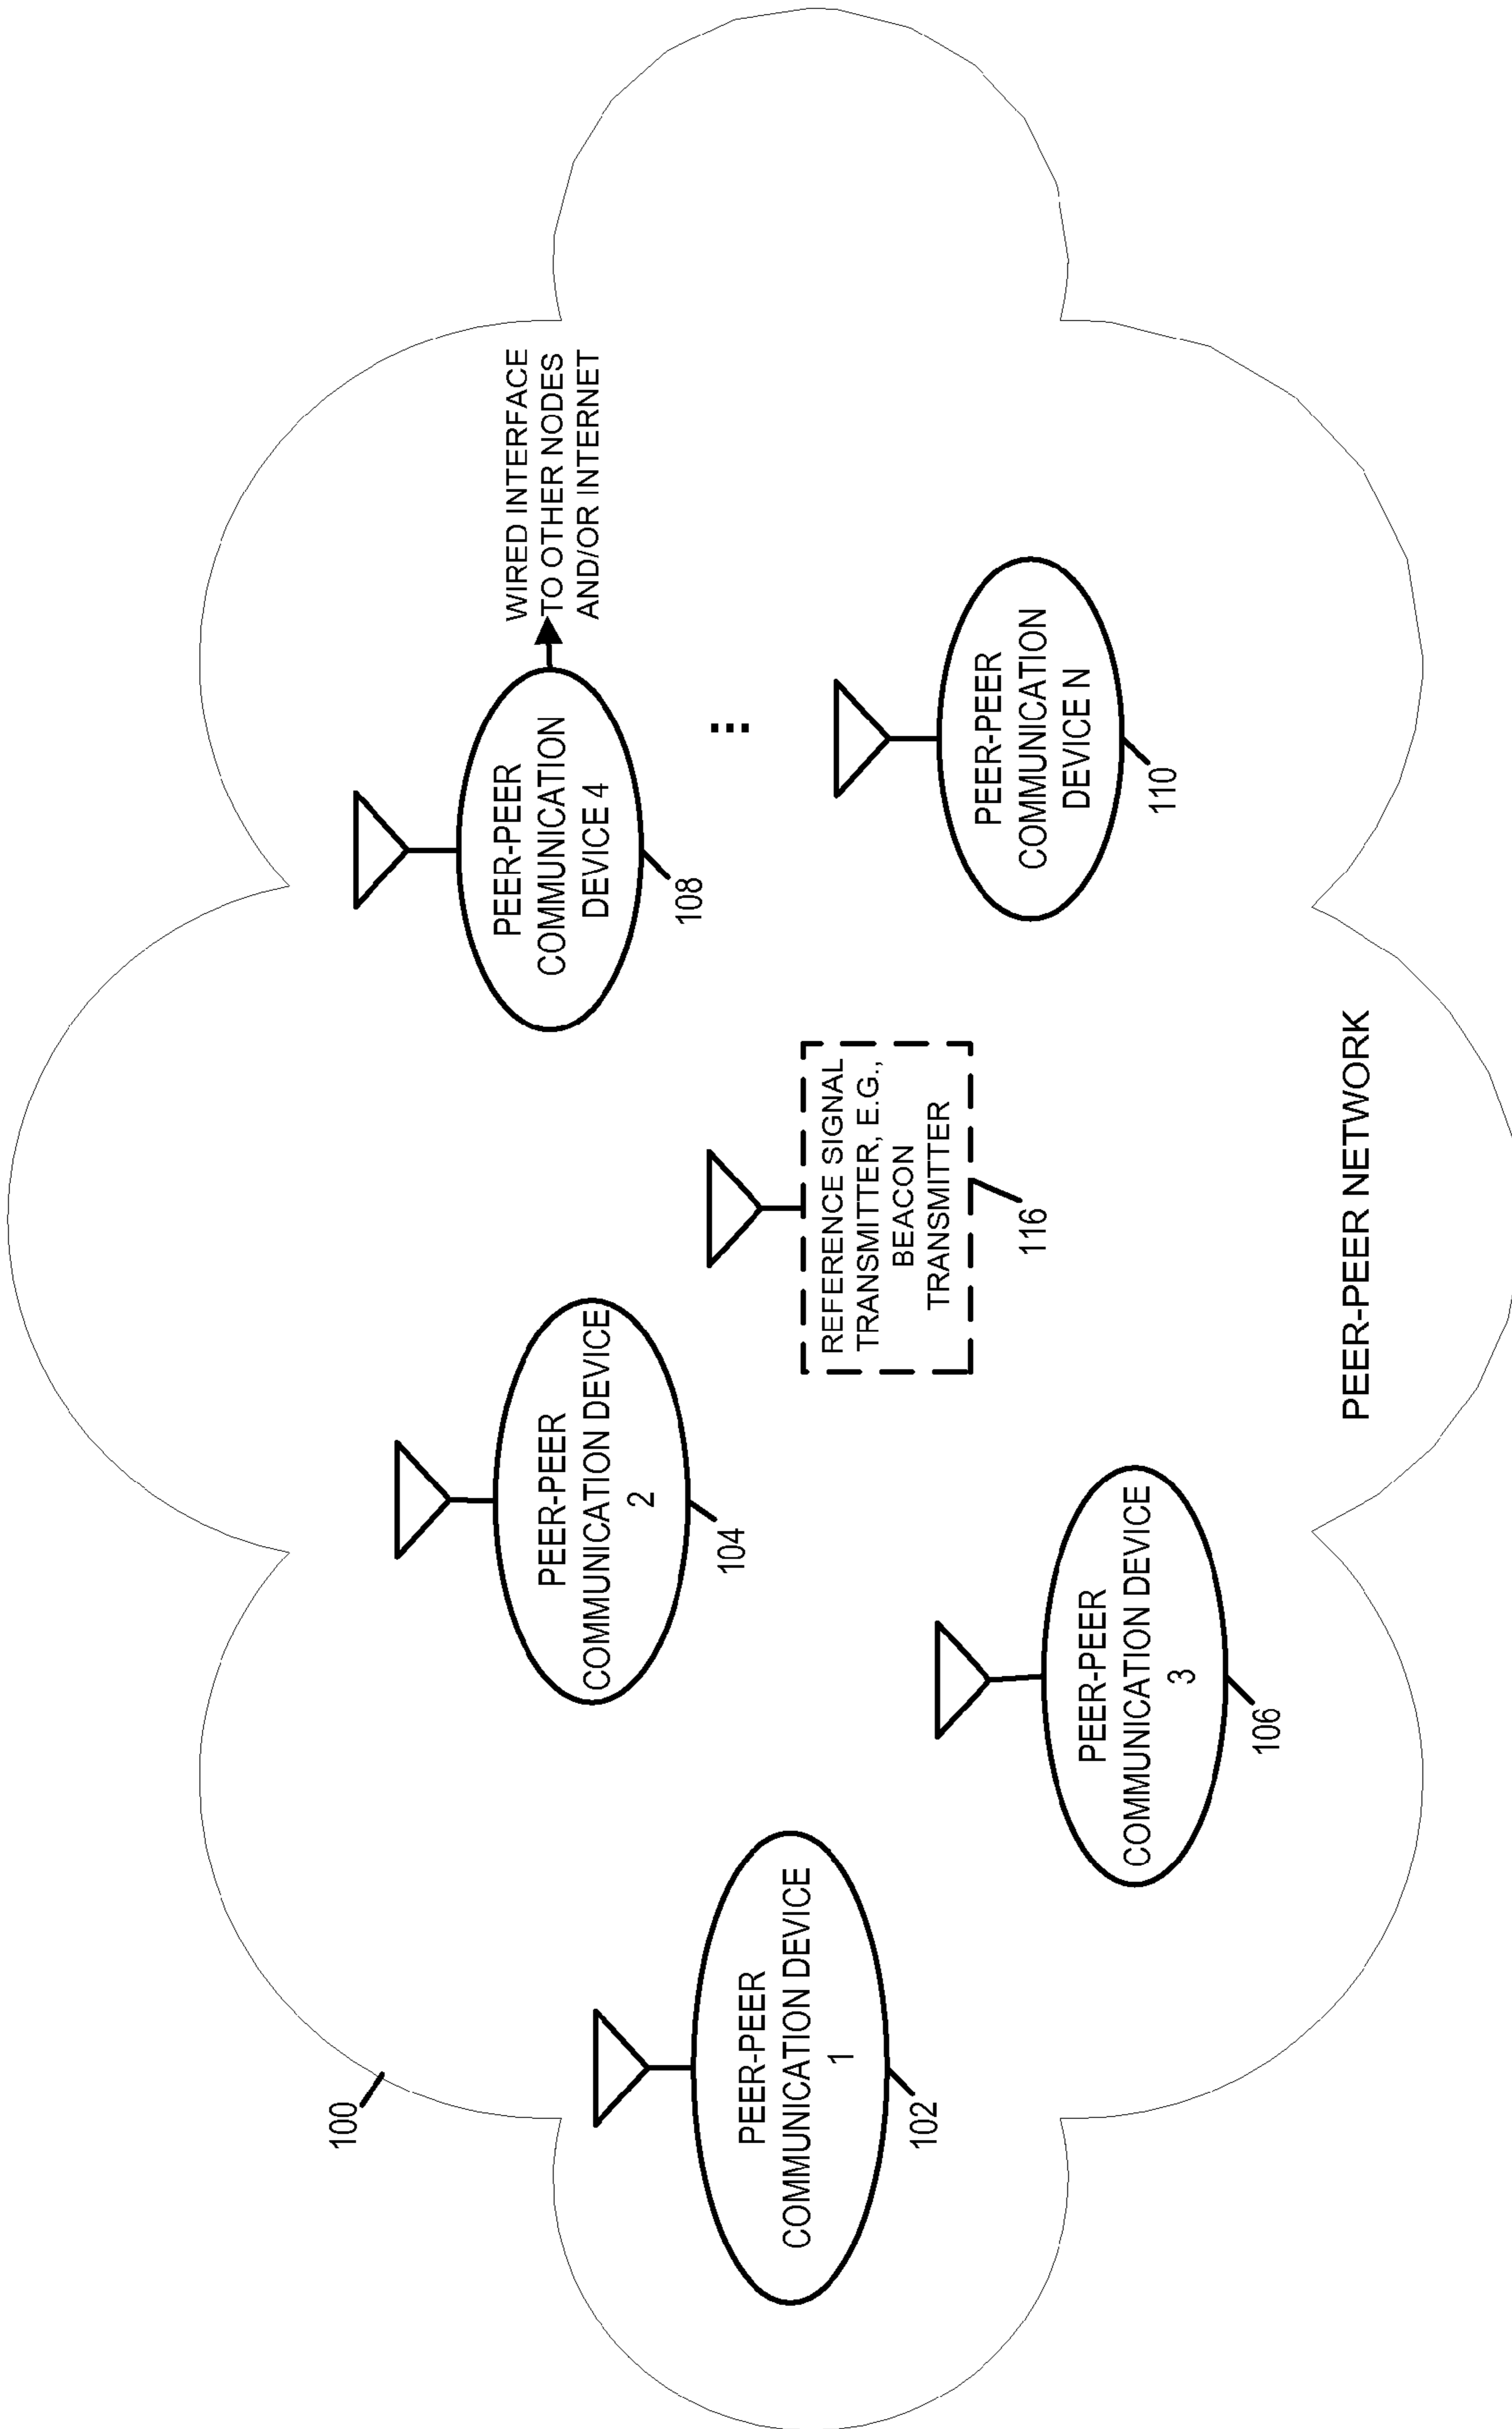 100
PEER-PEER
COMMUNICATION DEVICE
1
102
PEER-PEER
COMMUNICATION DEVICE
2
104
PEER-PEER
COMMUNICATION DEVICE
3
106
REFERENCE SIGNAL
TRANSMITTER, E.G.,
BEACON
TRANSMITTER
116
PEER-PEER
COMMUNICATION
DEVICE 4
108
WIRED INTERFACE
TO OTHER NODES
AND/OR INTERNET
...
PEER-PEER
COMMUNICATION
DEVICE N
110
PEER-PEER NETWORK